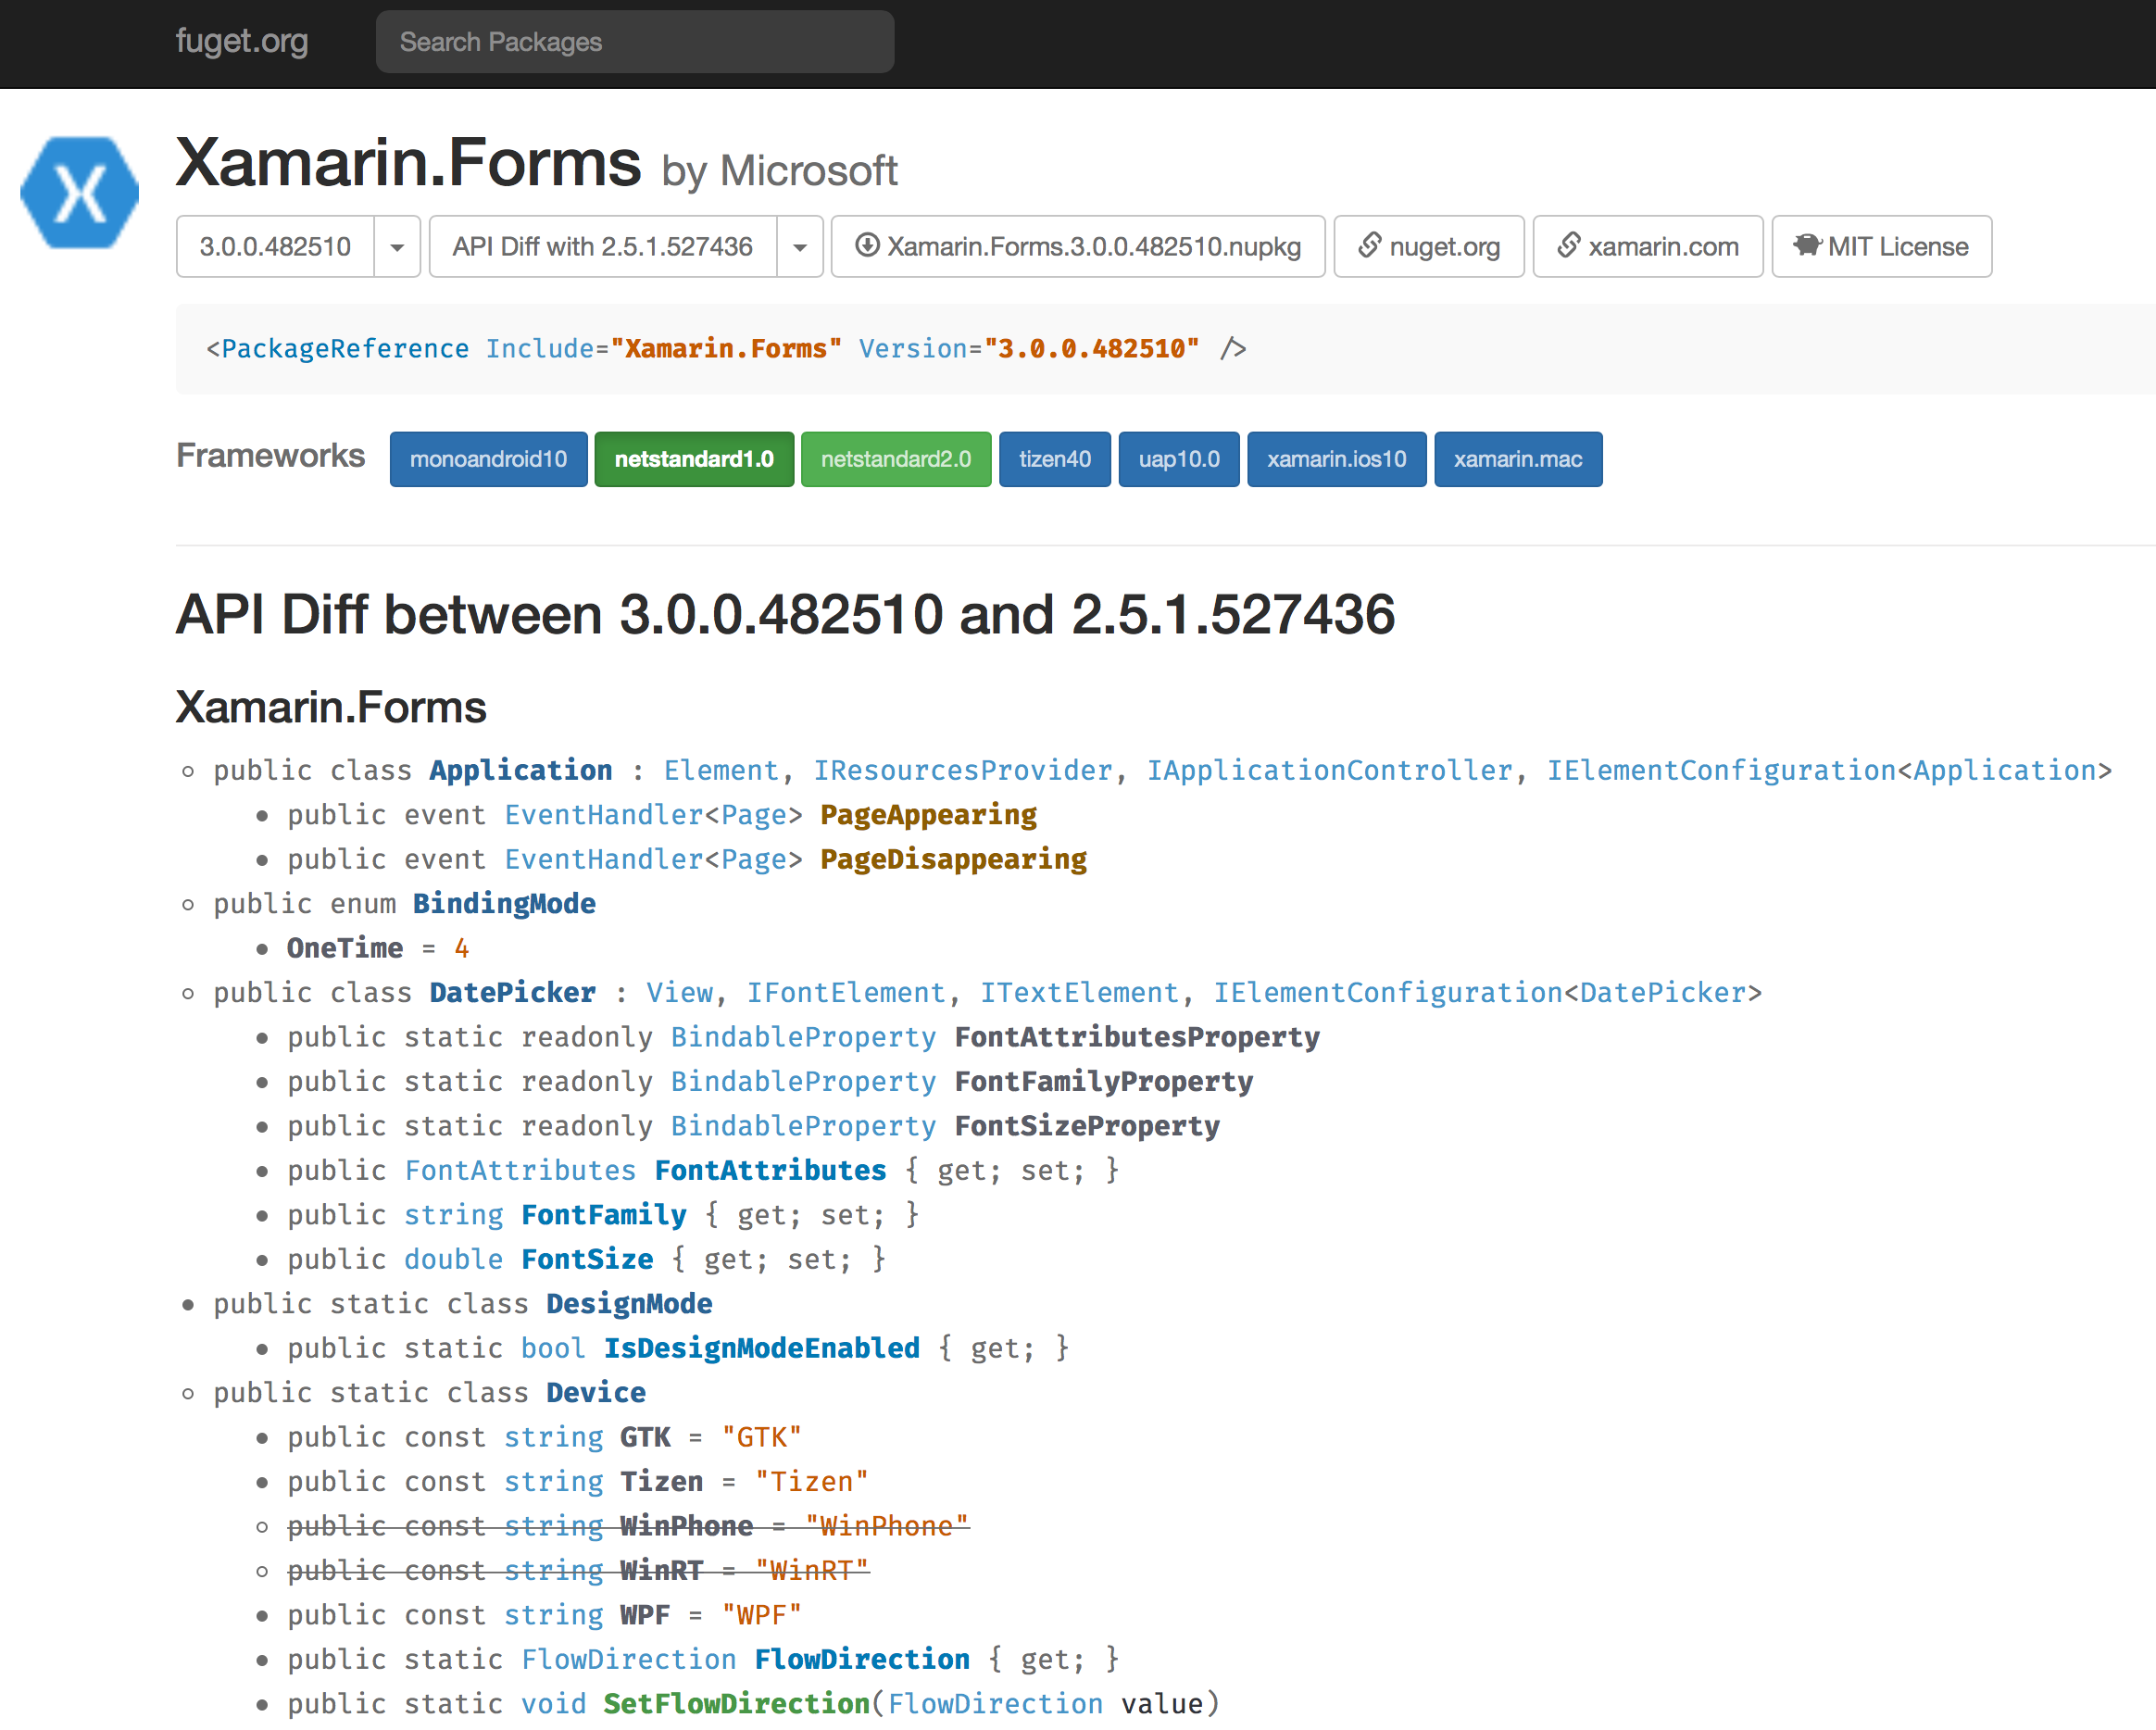 fuget.org Search Packages
X
Xamarin.Forms by Microsoft
3.0.0.482510 API Diff with 2.5.1.527436 Xamarin.Forms.3.0.0.482510.nupkg nuget.org xamarin.com MIT License
<PackageReference Include="Xamarin.Forms" Version="3.0.0.482510" />
Frameworks monoandroid10 netstandard1.0 netstandard2.0 tizen40 uap10.0 xamarin.ios10 xamarin.mac
API Diff between 3.0.0.482510 and 2.5.1.527436
Xamarin.Forms
public class Application : Element, IResourcesProvider, IApplicationController, IElementConfiguration<Application>
public event EventHandler<Page> PageAppearing
public event EventHandler<Page> PageDisappearing
public enum BindingMode
OneTime = 4
public class DatePicker : View, IFontElement, ITextElement, IElementConfiguration<DatePicker>
public static readonly BindableProperty FontAttributesProperty
public static readonly BindableProperty FontFamilyProperty
public static readonly BindableProperty FontSizeProperty
public FontAttributes FontAttributes { get; set; }
public string FontFamily { get; set; }
public double FontSize { get; set; }
public static class DesignMode
public static bool IsDesignModeEnabled { get; }
public static class Device
public const string GTK = "GTK"
public const string Tizen = "Tizen"
public const string WinPhone = "WinPhone"
public const string WinRT = "WinRT"
public const string WPF = "WPF"
public static FlowDirection FlowDirection { get; }
public static void SetFlowDirection(FlowDirection value)